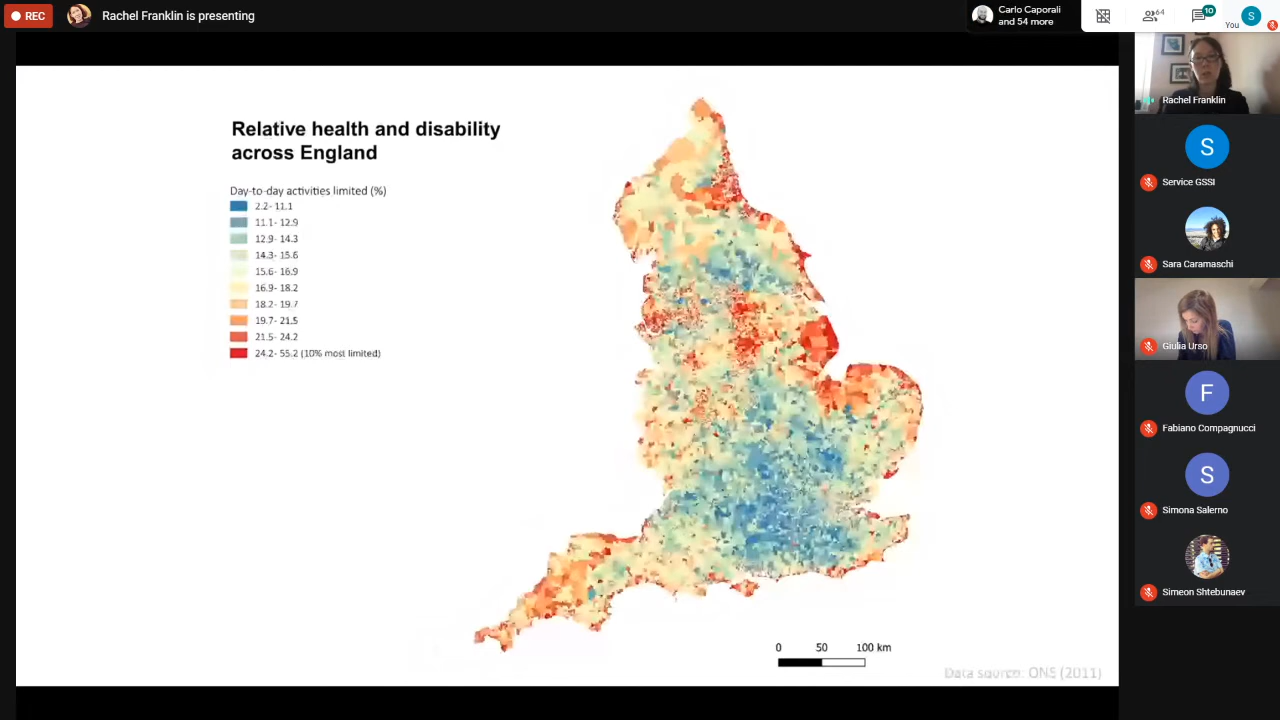 REC
Rachel Franklin is presenting
Carlo Caporali
and 54 more
64
10
You
S
Relative health and disability
across England
Day-to-day activities limited (%)
2.2- 11.1
11.1- 12.9
12.9- 14.3
14.3- 15.6
15.6- 16.9
16.9- 18.2
18.2- 19.7
19.7- 21.5
21.5- 24.2
24.2- 55.2 (10% most limited)
0 50 100 km
Data source: ONS (2011)
Rachel Franklin
S
Service GSSI
Sara Caramaschi
Giulia Urso
F
Fabiano Compagnucci
S
Simona Salerno
Simeon Shtebunaev